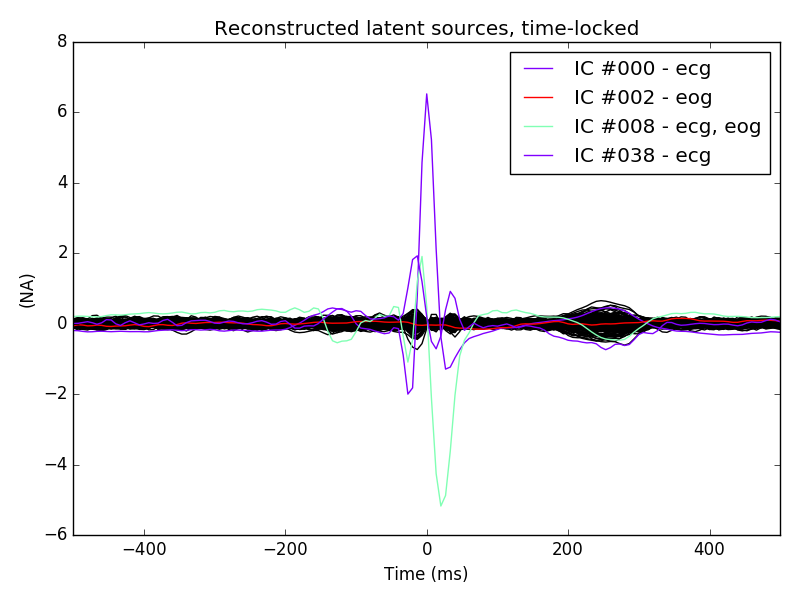 Reconstructed latent sources, time-locked
8
6
4
2
0
−2
−4
−6
(NA)
IC #000 - ecg
IC #002 - eog
IC #008 - ecg, eog
IC #038 - ecg
−400 −200 0 200 400
Time (ms)